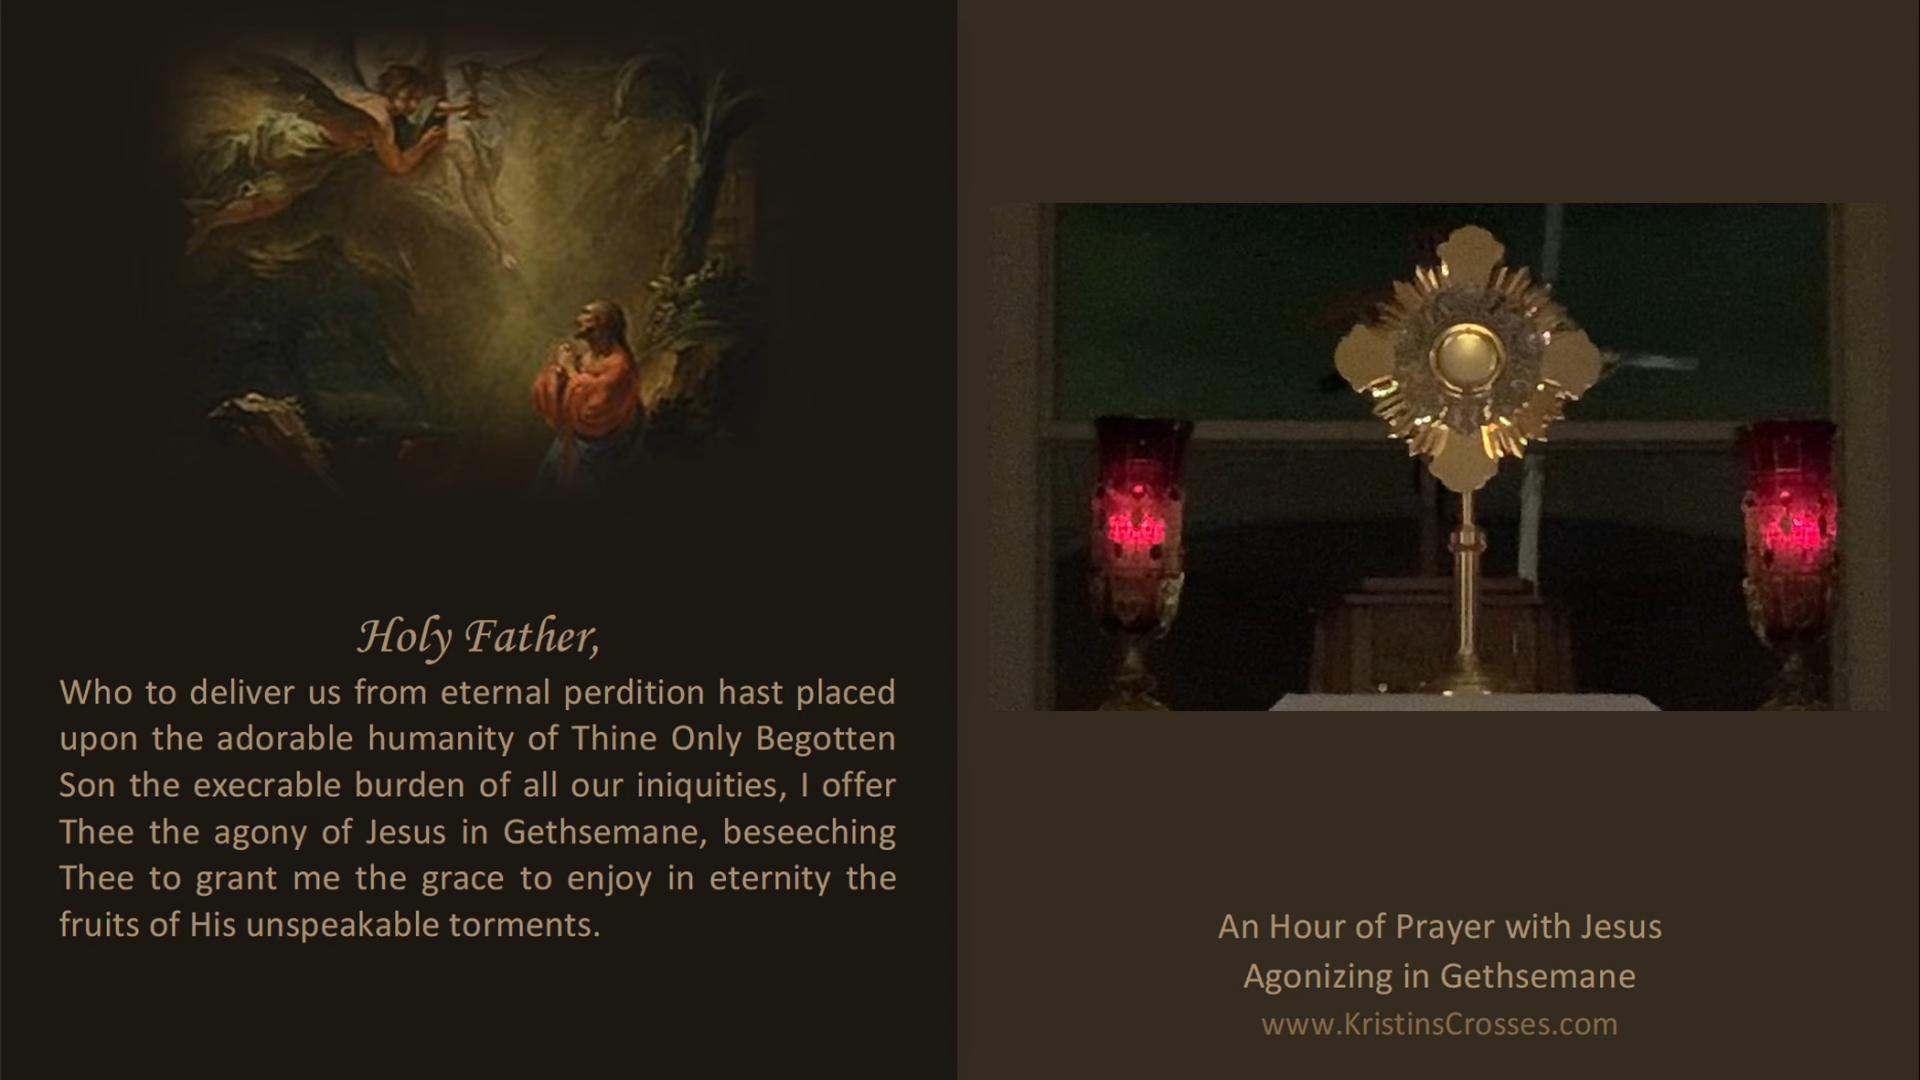 Holy Father,
Who to deliver us from eternal perdition hast placed
upon the adorable humanity of Thine Only Begotten
Son the execrable burden of all our iniquities, I offer
Thee the agony of Jesus in Gethsemane, beseeching
Thee to grant me the grace to enjoy in eternity the
fruits of His unspeakable torments.
An Hour of Prayer with Jesus
Agonizing in Gethsemane
www.KristinsCrosses.com